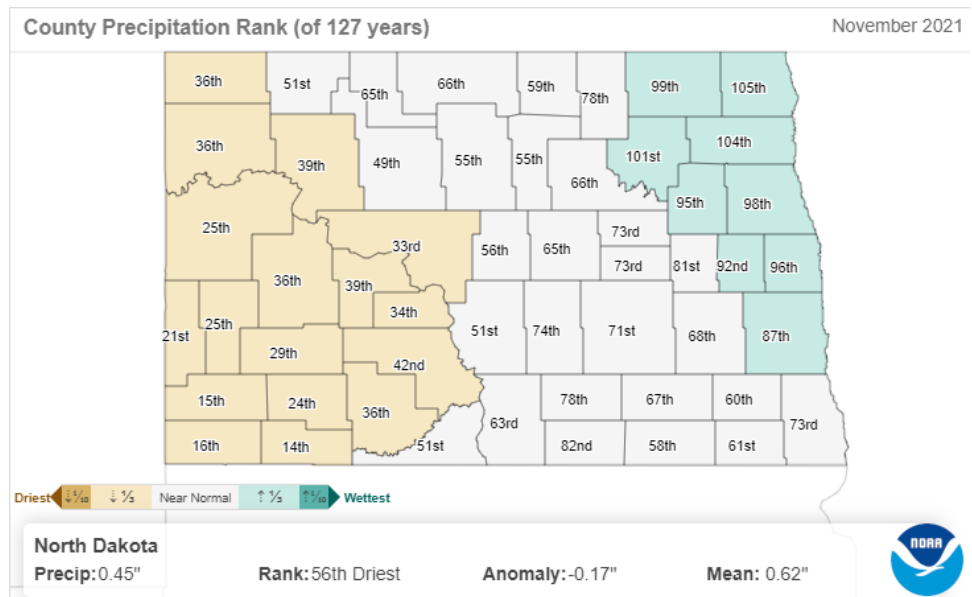 County Precipitation Rank (of 127 years) November 2021
36th 51st 65th 66th 59th 78th 99th 105th
36th 39th 49th 55th 55th 66th 101st 104th
25th 95th 98th
33rd 56th 65th 73rd
36th 39th 73rd 81st 92nd 96th
21st 25th 34th 51st 74th 71st 68th 87th
29th 42nd
15th 24th 36th 63rd 78th 67th 60th 73rd
16th 14th 51st 82nd 58th 61st
Driest ↓⅒ ↓⅓ Near Normal ↑⅓ ↑⅒ Wettest
North Dakota
Precip:0.45" Rank:56th Driest Anomaly:-0.17" Mean: 0.62"
NOAA